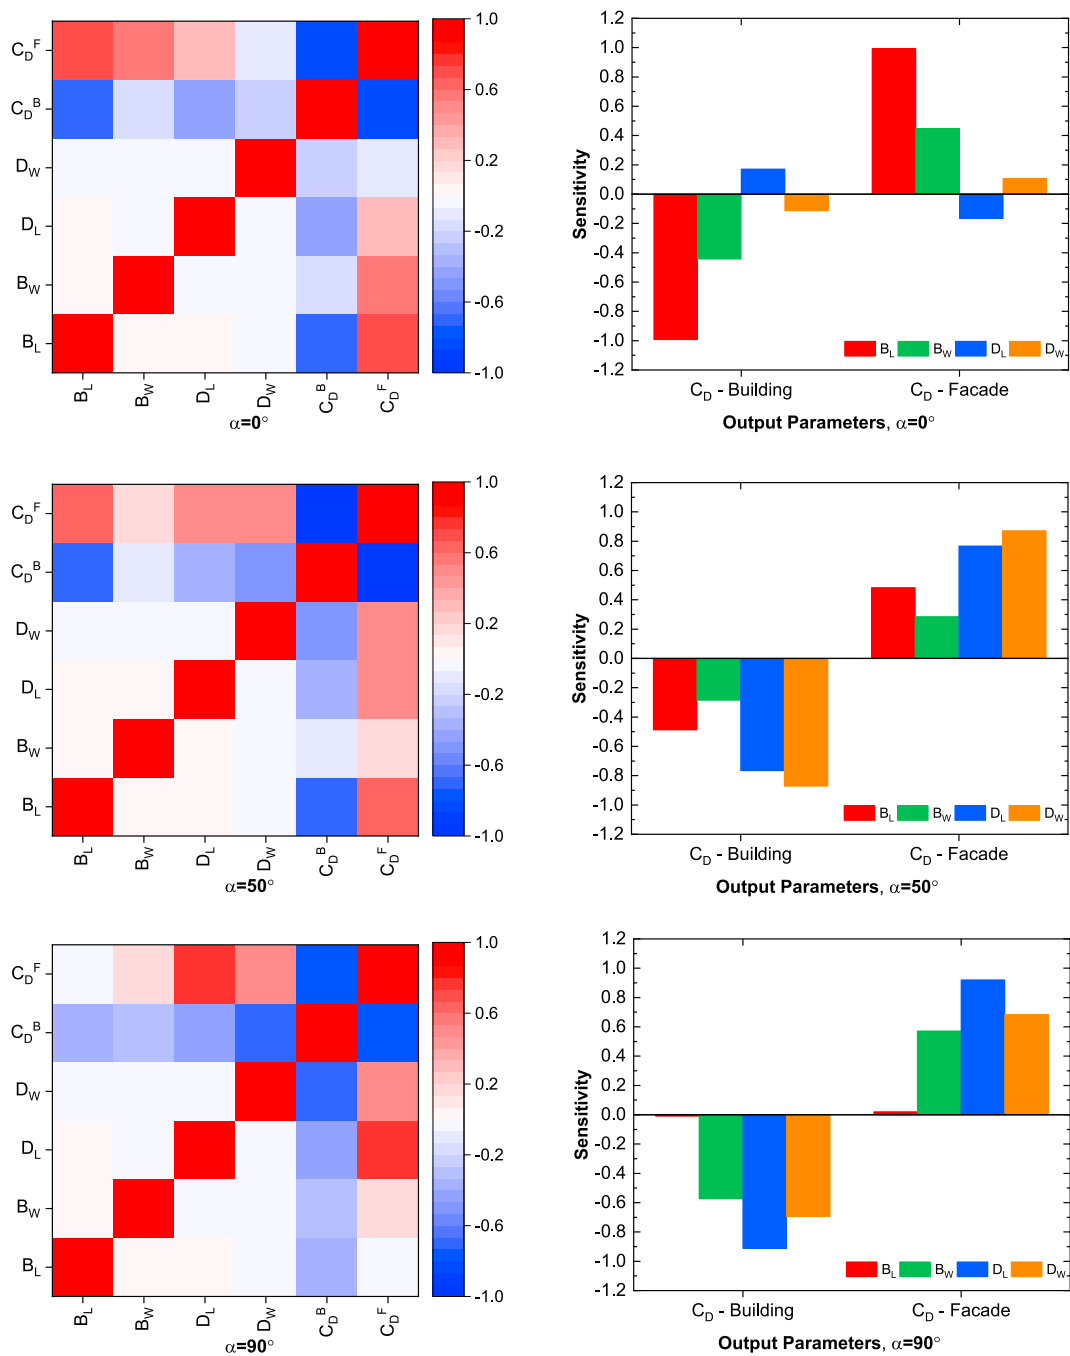 C_D^F
C_D^B
D_W
D_L
B_W
B_L
B_L B_W D_L D_W C_D^B C_D^F
α=0°
1.0
0.6
0.2
-0.2
-0.6
-1.0
Sensitivity
1.2
1.0
0.8
0.6
0.4
0.2
0.0
-0.2
-0.4
-0.6
-0.8
-1.0
-1.2
B_L B_W D_L D_W
C_D - Building C_D - Facade
Output Parameters, α=0°
C_D^F
C_D^B
D_W
D_L
B_W
B_L
B_L B_W D_L D_W C_D^B C_D^F
α=50°
1.0
0.6
0.2
-0.2
-0.6
-1.0
Sensitivity
1.2
1.0
0.8
0.6
0.4
0.2
0.0
-0.2
-0.4
-0.6
-0.8
-1.0
-1.2
B_L B_W D_L D_W
C_D - Building C_D - Facade
Output Parameters, α=50°
C_D^F
C_D^B
D_W
D_L
B_W
B_L
B_L B_W D_L D_W C_D^B C_D^F
α=90°
1.0
0.6
0.2
-0.2
-0.6
-1.0
Sensitivity
1.2
1.0
0.8
0.6
0.4
0.2
0.0
-0.2
-0.4
-0.6
-0.8
-1.0
-1.2
B_L B_W D_L D_W
C_D - Building C_D - Facade
Output Parameters, α=90°